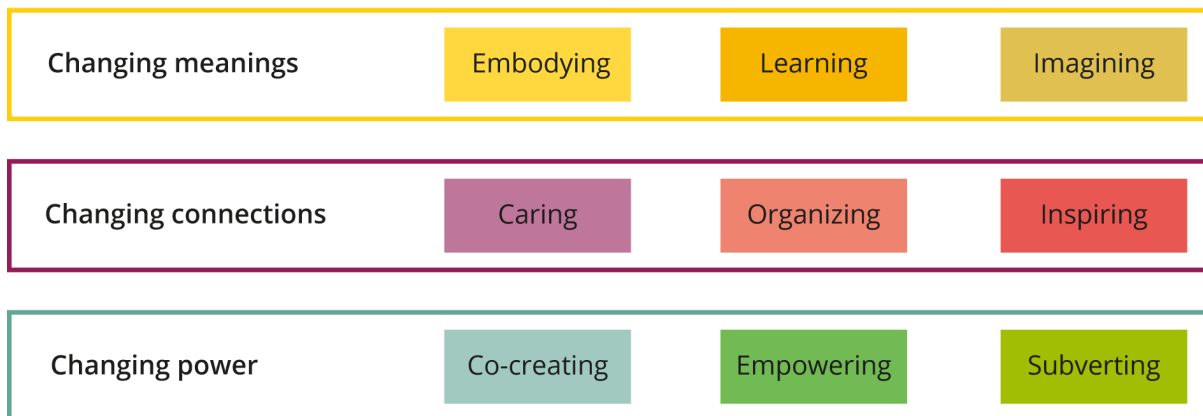 Changing meanings Embodying Learning Imagining
Changing connections Caring Organizing Inspiring
Changing power Co-creating Empowering Subverting